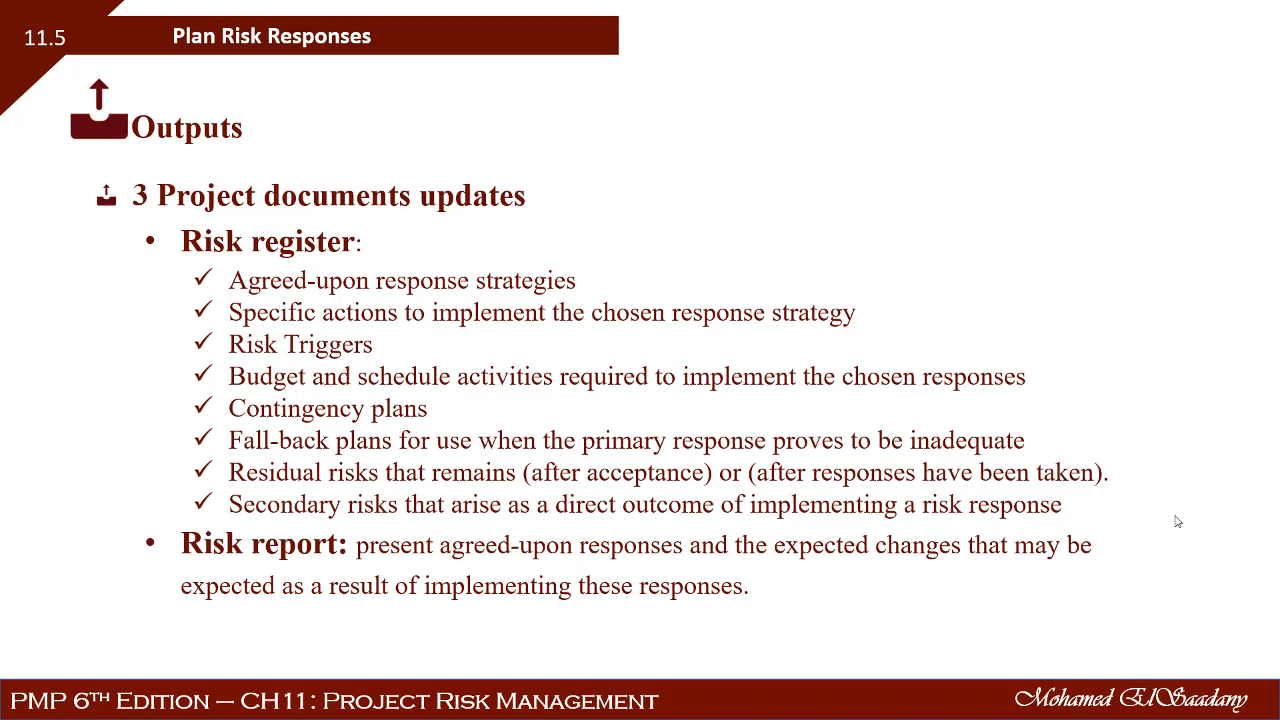 11.5
Plan Risk Responses
Outputs
3 Project documents updates
• Risk register:
✓ Agreed-upon response strategies
✓ Specific actions to implement the chosen response strategy
✓ Risk Triggers
✓ Budget and schedule activities required to implement the chosen responses
✓ Contingency plans
✓ Fall-back plans for use when the primary response proves to be inadequate
✓ Residual risks that remains (after acceptance) or (after responses have been taken).
✓ Secondary risks that arise as a direct outcome of implementing a risk response
• Risk report: present agreed-upon responses and the expected changes that may be
expected as a result of implementing these responses.
PMP 6TH Edition – CH11: Project Risk Management
Mohamed ElSaadany